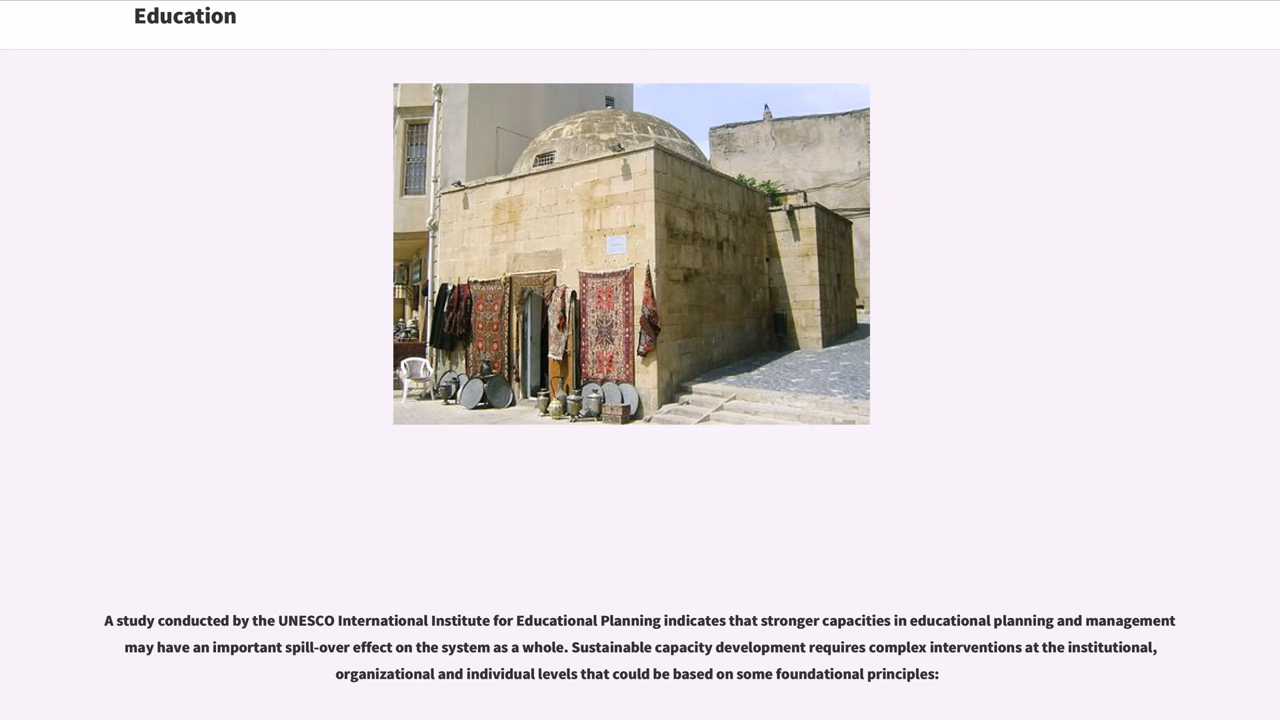 Education
A study conducted by the UNESCO International Institute for Educational Planning indicates that stronger capacities in educational planning and management
may have an important spill-over effect on the system as a whole. Sustainable capacity development requires complex interventions at the institutional,
organizational and individual levels that could be based on some foundational principles: